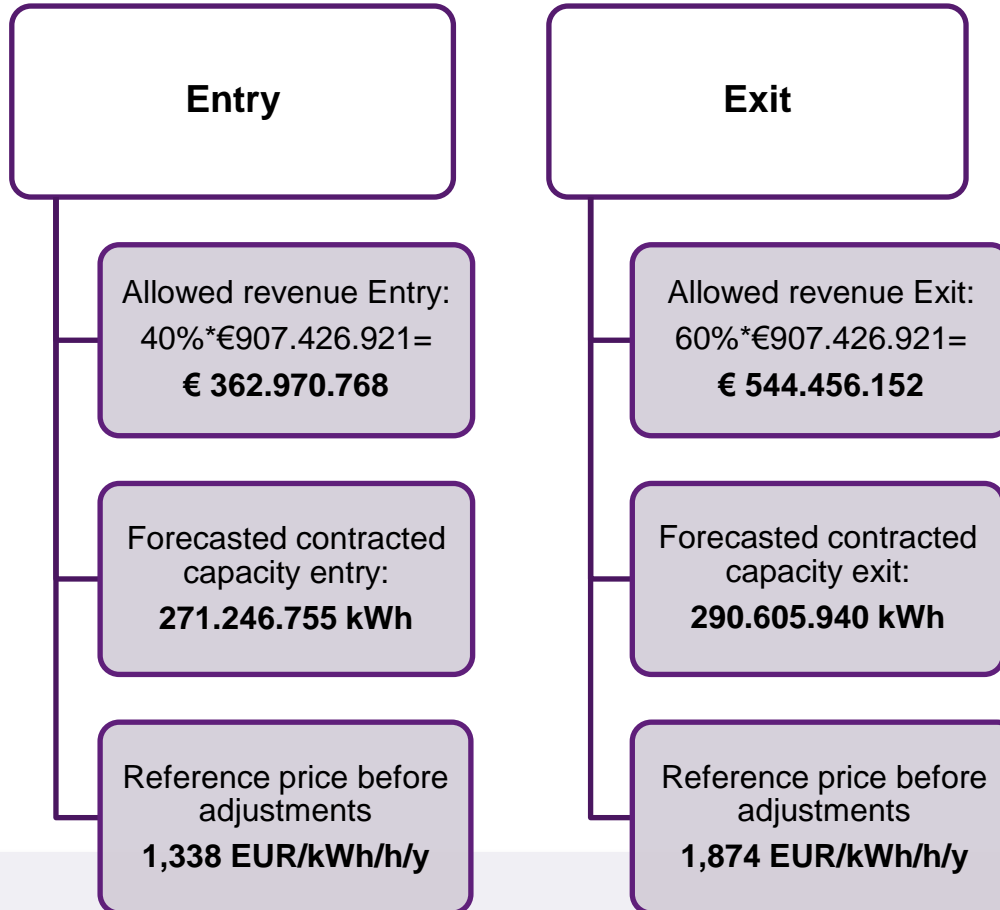 Entry
Allowed revenue Entry:
40%*€907.426.921=
€ 362.970.768
Forecasted contracted
capacity entry:
271.246.755 kWh
Reference price before
adjustments
1,338 EUR/kWh/h/y
Exit
Allowed revenue Exit:
60%*€907.426.921=
€ 544.456.152
Forecasted contracted
capacity exit:
290.605.940 kWh
Reference price before
adjustments
1,874 EUR/kWh/h/y